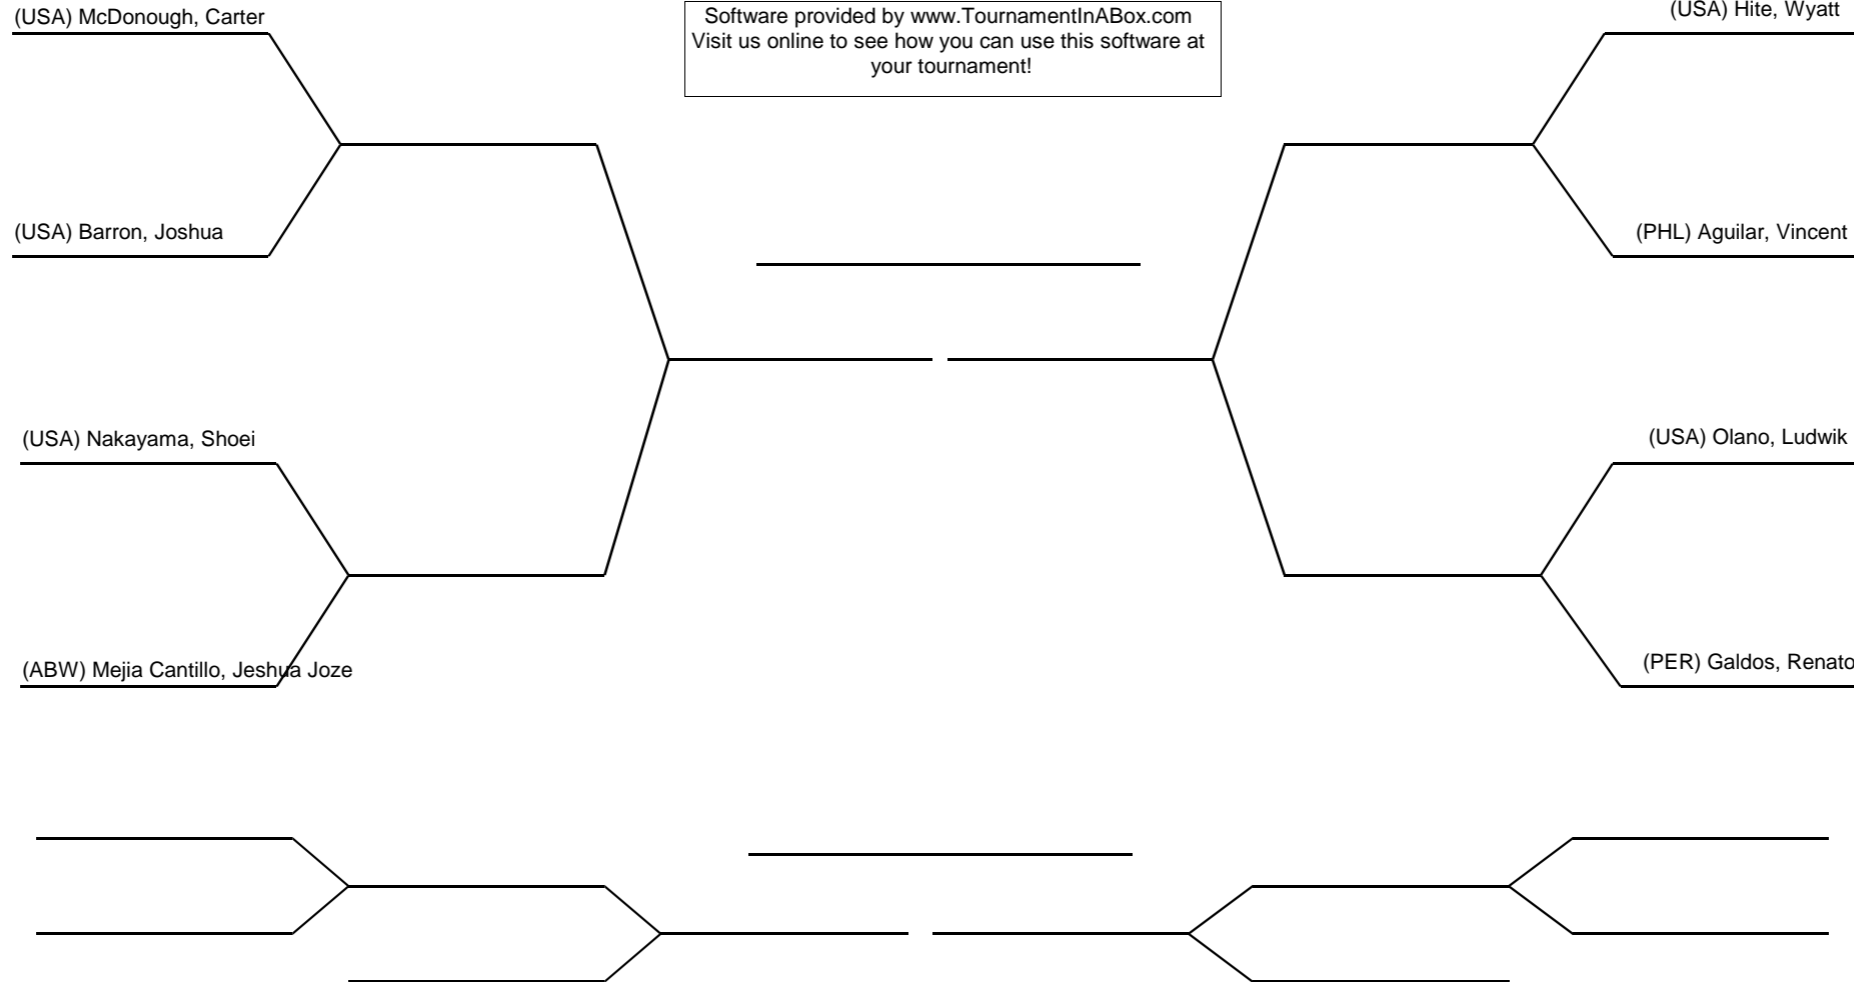 (USA) McDonough, Carter
Software provided by www.TournamentInABox.com
Visit us online to see how you can use this software at
your tournament!
(USA) Hite, Wyatt
(USA) Barron, Joshua
(PHL) Aguilar, Vincent
(USA) Nakayama, Shoei
(USA) Olano, Ludwik
(ABW) Mejia Cantillo, Jeshua Joze
(PER) Galdos, Renato